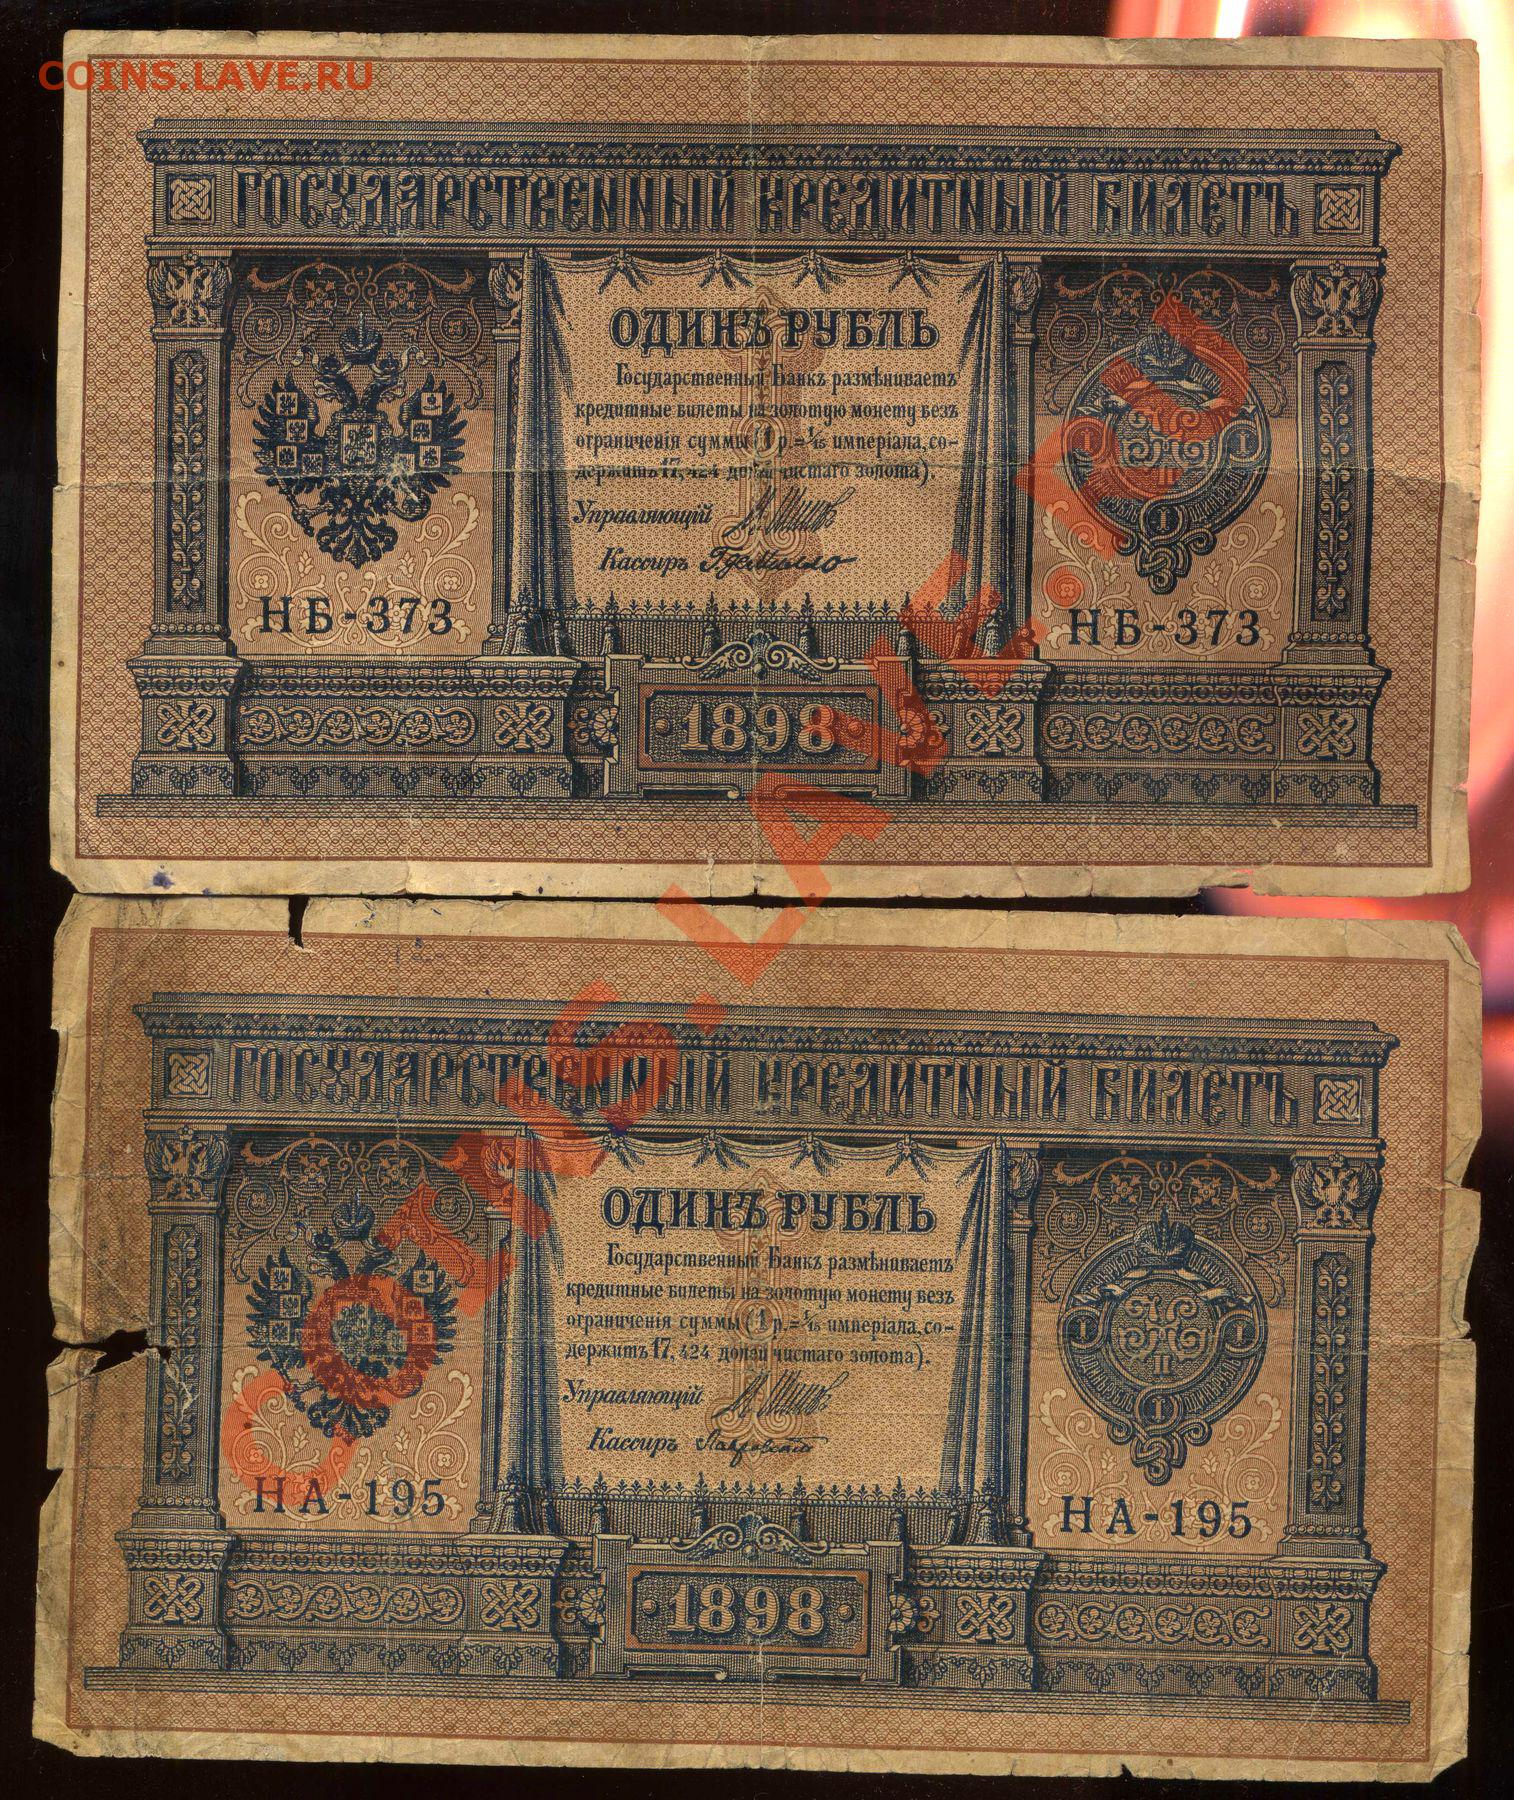 COINS.LAVE.RU
ГОСУДАРСТВЕННЫЙ КРЕДИТНЫЙ БИЛЕТЪ
ОДИНЪ РУБЛЬ
Государственный Банкъ размѣниваетъ
кредитные билеты на золотую монету безъ
ограниченія суммы (1 р.=1/15 имперіала, со-
держитъ 17,424 долей чистаго золота).
Управляющій
Кассиръ
НБ-373
НБ-373
1898
COINS.LAVE.RU
ГОСУДАРСТВЕННЫЙ КРЕДИТНЫЙ БИЛЕТЪ
ОДИНЪ РУБЛЬ
Государственный Банкъ размѣниваетъ
кредитные билеты на золотую монету безъ
ограниченія суммы (1 р.=1/15 имперіала, со-
держитъ 17,424 долей чистаго золота).
Управляющій
Кассиръ
НА-195
НА-195
1898